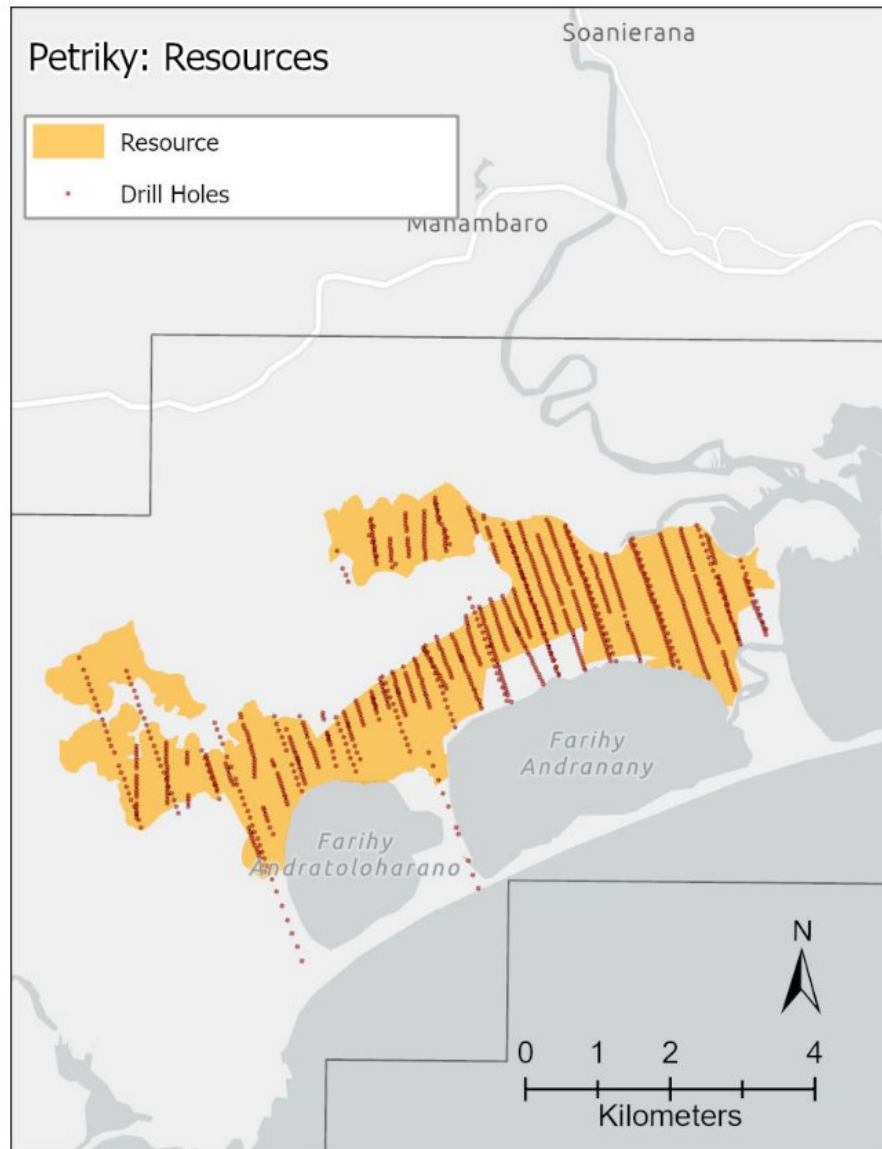 Soanierana
Petriky: Resources
Resource
Drill Holes
Manambaro
Farihy
Andranany
Farihy
Andratoloharano
N
0 1 2 4
Kilometers